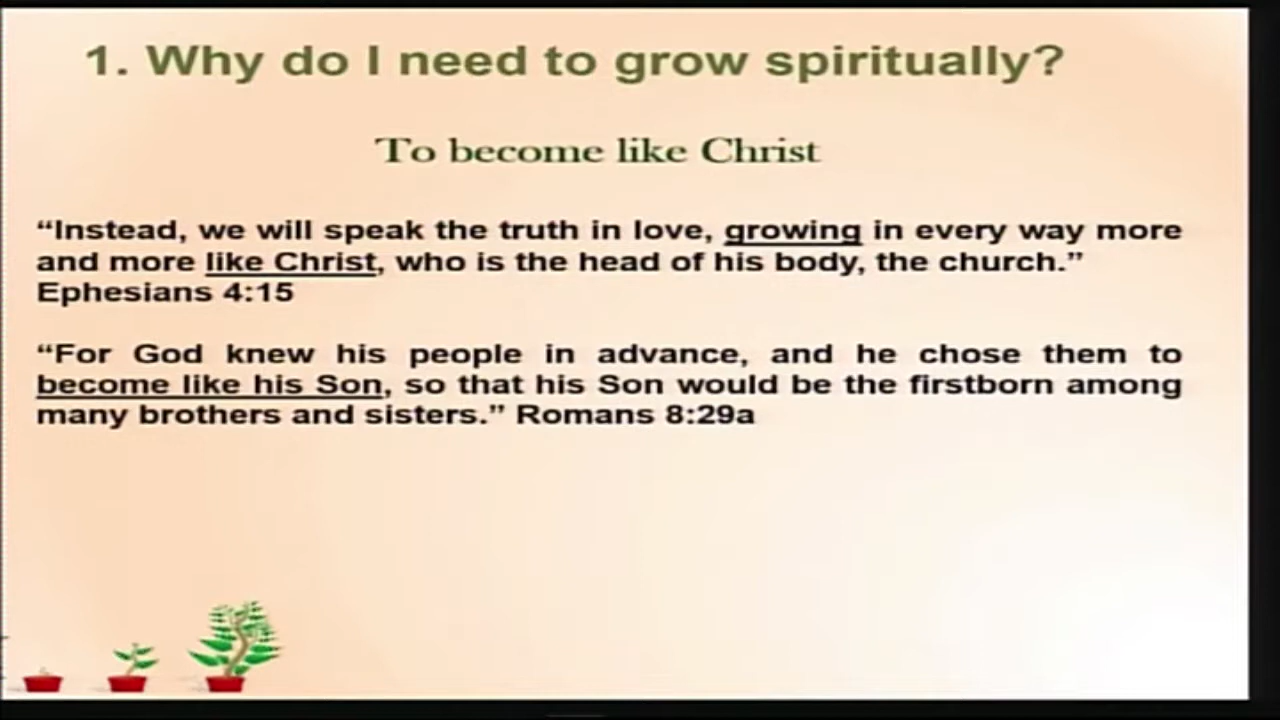 1. Why do I need to grow spiritually?
To become like Christ
“Instead, we will speak the truth in love, growing in every way more
and more like Christ, who is the head of his body, the church.”
Ephesians 4:15
“For God knew his people in advance, and he chose them to
become like his Son, so that his Son would be the firstborn among
many brothers and sisters.” Romans 8:29a